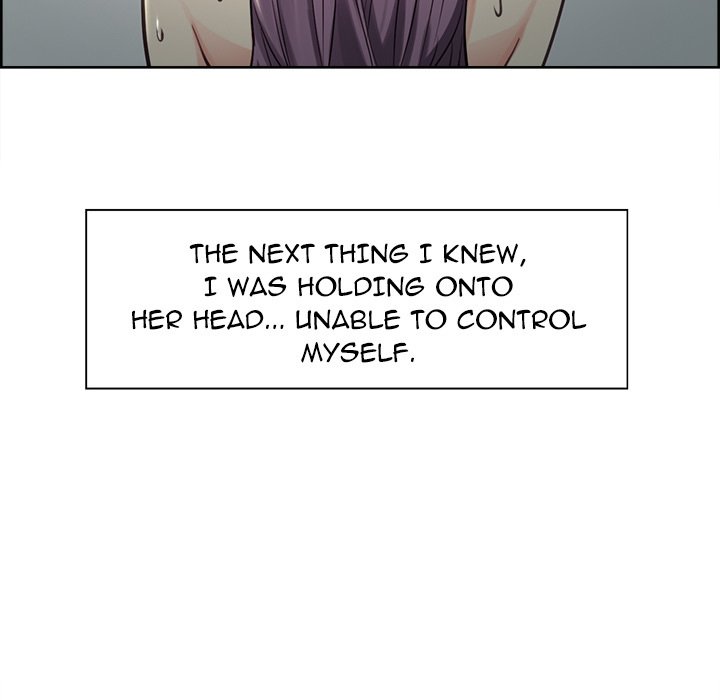 THE NEXT THING I KNEW,
I WAS HOLDING ONTO
HER HEAD... UNABLE TO CONTROL
MYSELF.